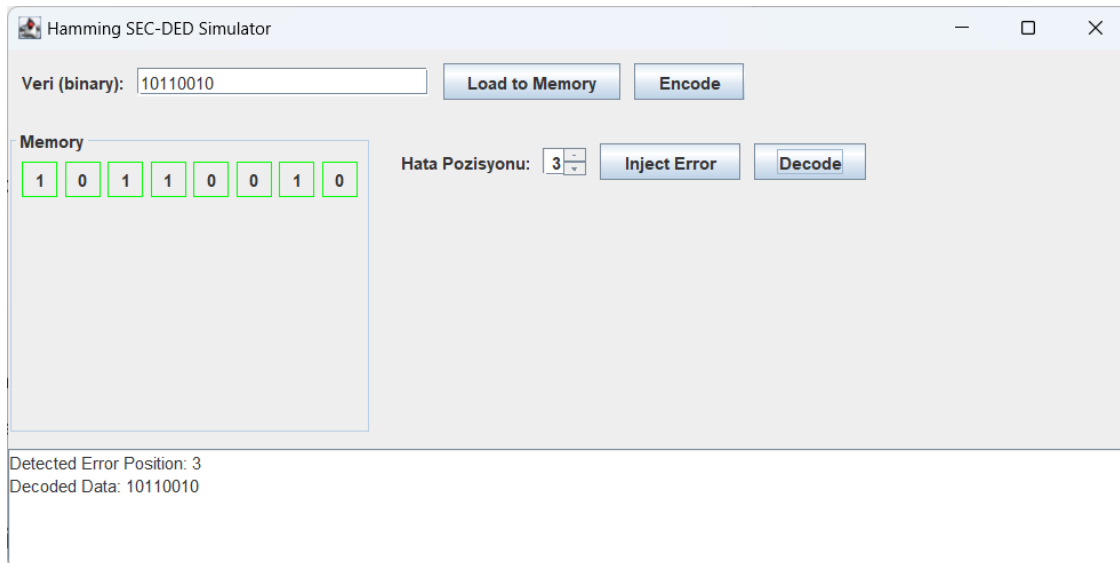 Hamming SEC-DED Simulator
Veri (binary): 10110010 Load to Memory Encode
Memory
1 0 1 1 0 0 1 0
Hata Pozisyonu: 3 Inject Error Decode
Detected Error Position: 3
Decoded Data: 10110010